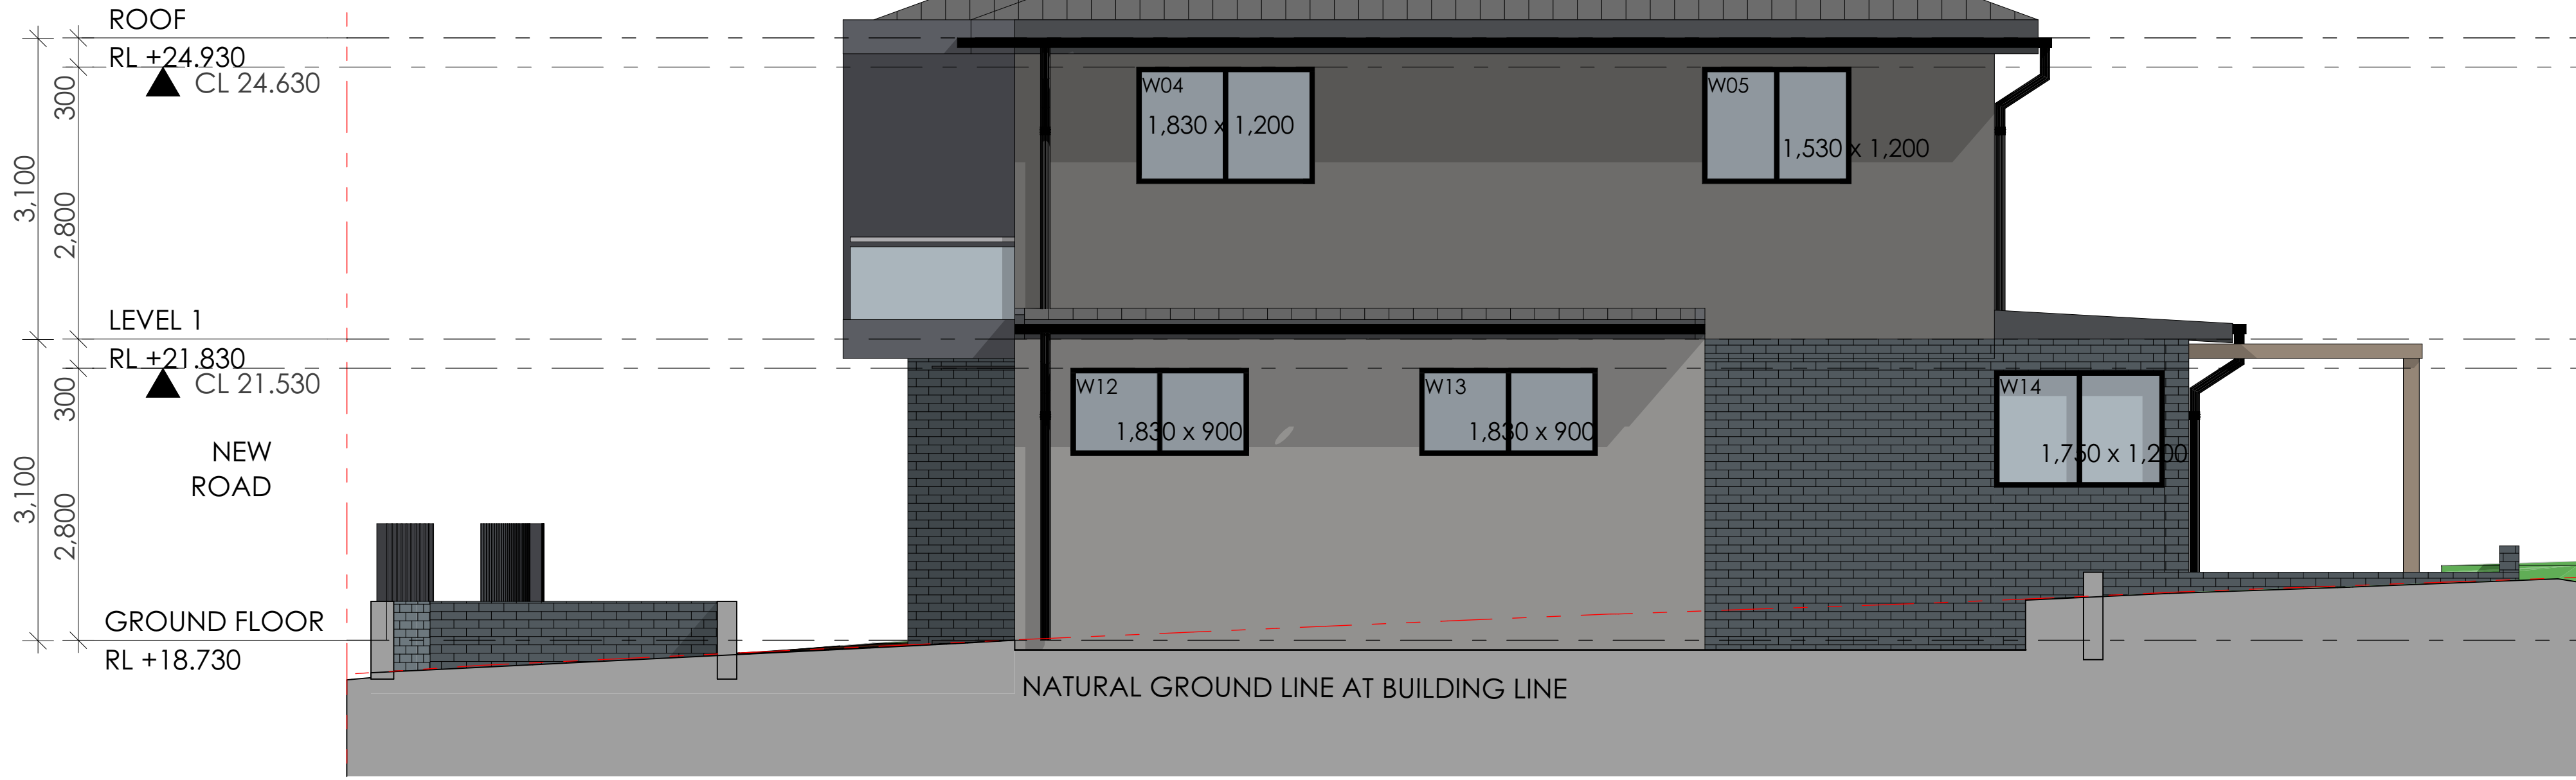 ROOF
RL +24.930
CL 24.630
300
3,100
2,800
W04
1,830 x 1,200
W05
1,530 x 1,200
LEVEL 1
RL +21.830
CL 21.530
300
3,100
2,800
W12
1,830 x 900
W13
1,830 x 900
W14
1,750 x 1,200
NEW
ROAD
GROUND FLOOR
RL +18.730
NATURAL GROUND LINE AT BUILDING LINE